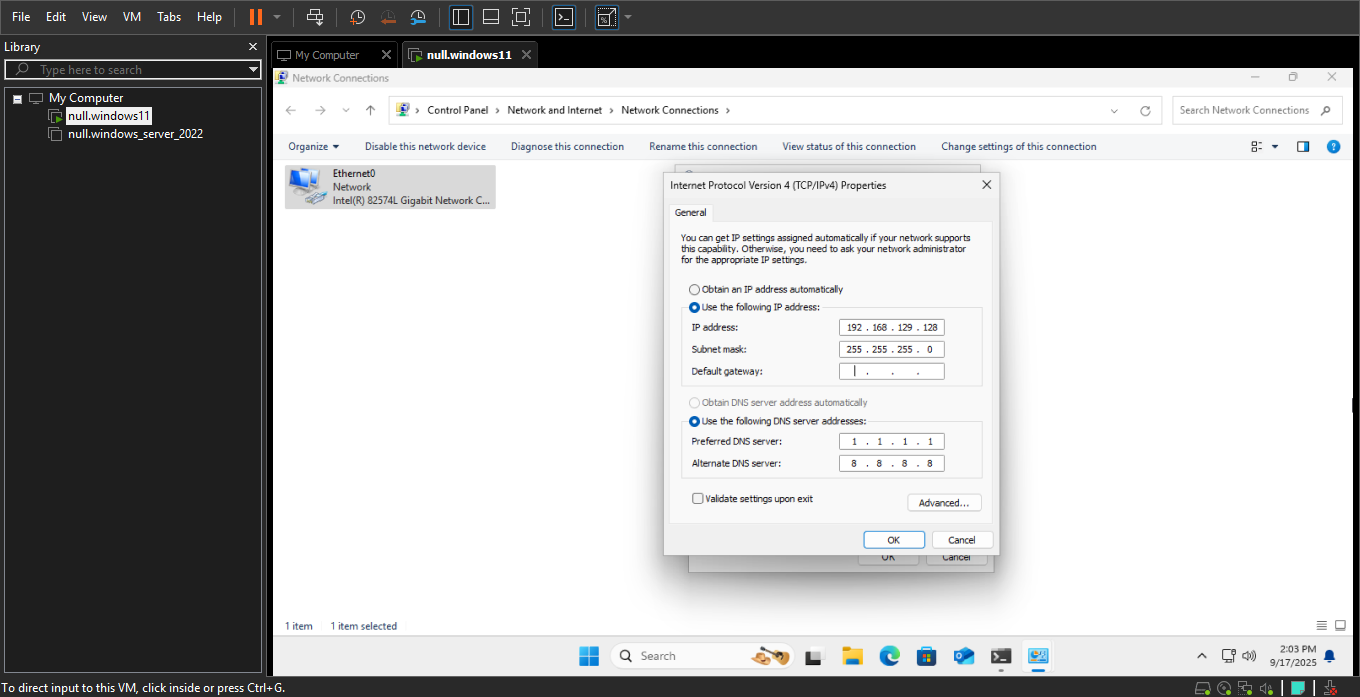 File Edit View VM Tabs Help
Library
Type here to search
My Computer
null.windows11
null.windows_server_2022
My Computer
null.windows11
Network Connections
Control Panel > Network and Internet > Network Connections >
Search Network Connections
Organize
Disable this network device
Diagnose this connection
Rename this connection
View status of this connection
Change settings of this connection
Ethernet0
Network
Intel(R) 82574L Gigabit Network C...
Internet Protocol Version 4 (TCP/IPv4) Properties
General
You can get IP settings assigned automatically if your network supports
this capability. Otherwise, you need to ask your network administrator
for the appropriate IP settings.
Obtain an IP address automatically
Use the following IP address:
IP address: 192 . 168 . 129 . 128
Subnet mask: 255 . 255 . 255 . 0
Default gateway: . . .
Obtain DNS server address automatically
Use the following DNS server addresses:
Preferred DNS server: 1 . 1 . 1 . 1
Alternate DNS server: 8 . 8 . 8 . 8
Validate settings upon exit
Advanced...
OK Cancel
OK Cancel
1 item 1 item selected
Search
2:03 PM
9/17/2025
To direct input to this VM, click inside or press Ctrl+G.